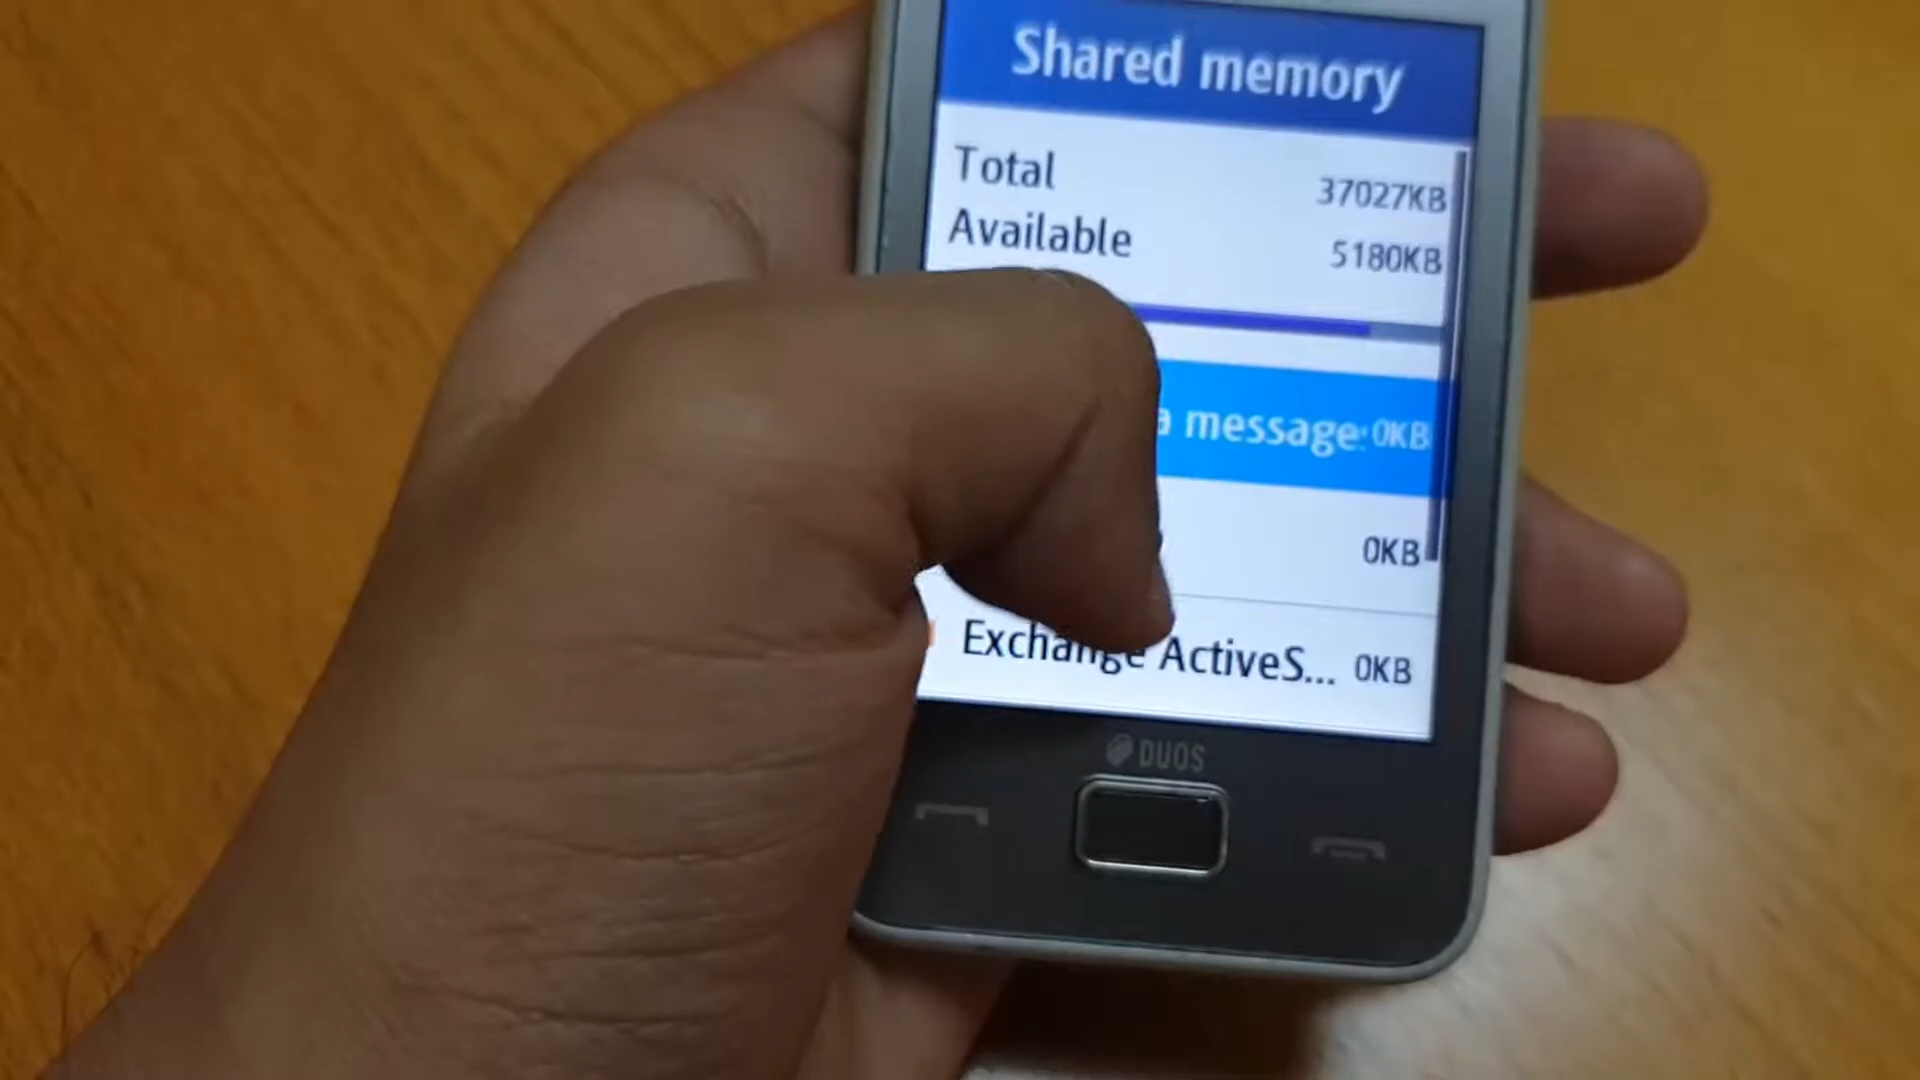 Shared memory
Total 37027KB
Available 5180KB
a message: 0KB
0KB
Exchange ActiveS... 0KB
DUOS